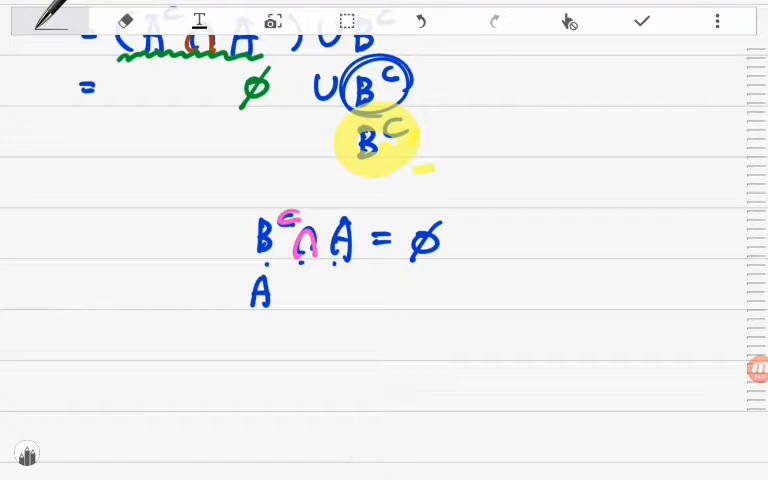 = (A^c ∩ A) ∪ B^c
= ∅ ∪ B^c
B^c
B^c ∩ A = ∅
A